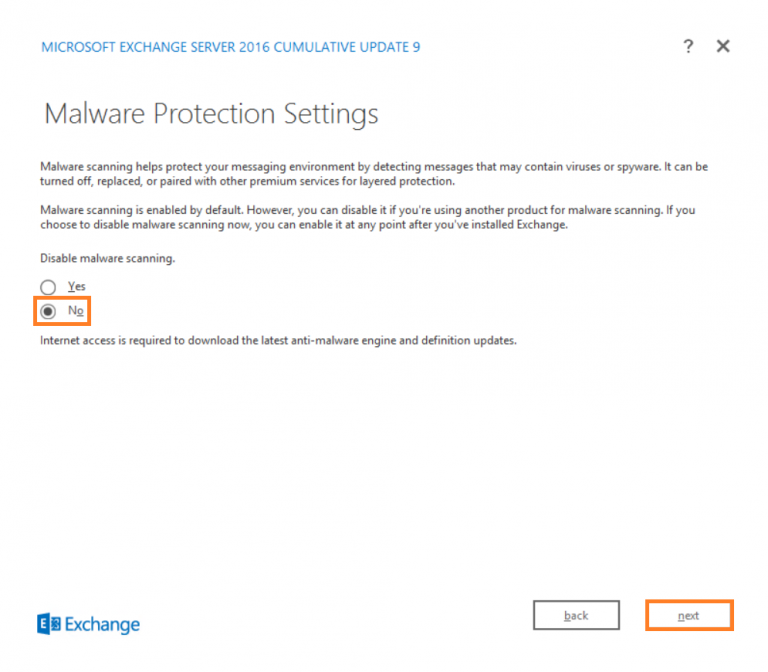 MICROSOFT EXCHANGE SERVER 2016 CUMULATIVE UPDATE 9
?
Malware Protection Settings
Malware scanning helps protect your messaging environment by detecting messages that may contain viruses or spyware. It can be
turned off, replaced, or paired with other premium services for layered protection.
Malware scanning is enabled by default. However, you can disable it if you're using another product for malware scanning. If you
choose to disable malware scanning now, you can enable it at any point after you've installed Exchange.
Disable malware scanning.
Yes
No
Internet access is required to download the latest anti-malware engine and definition updates.
E Exchange
back
next